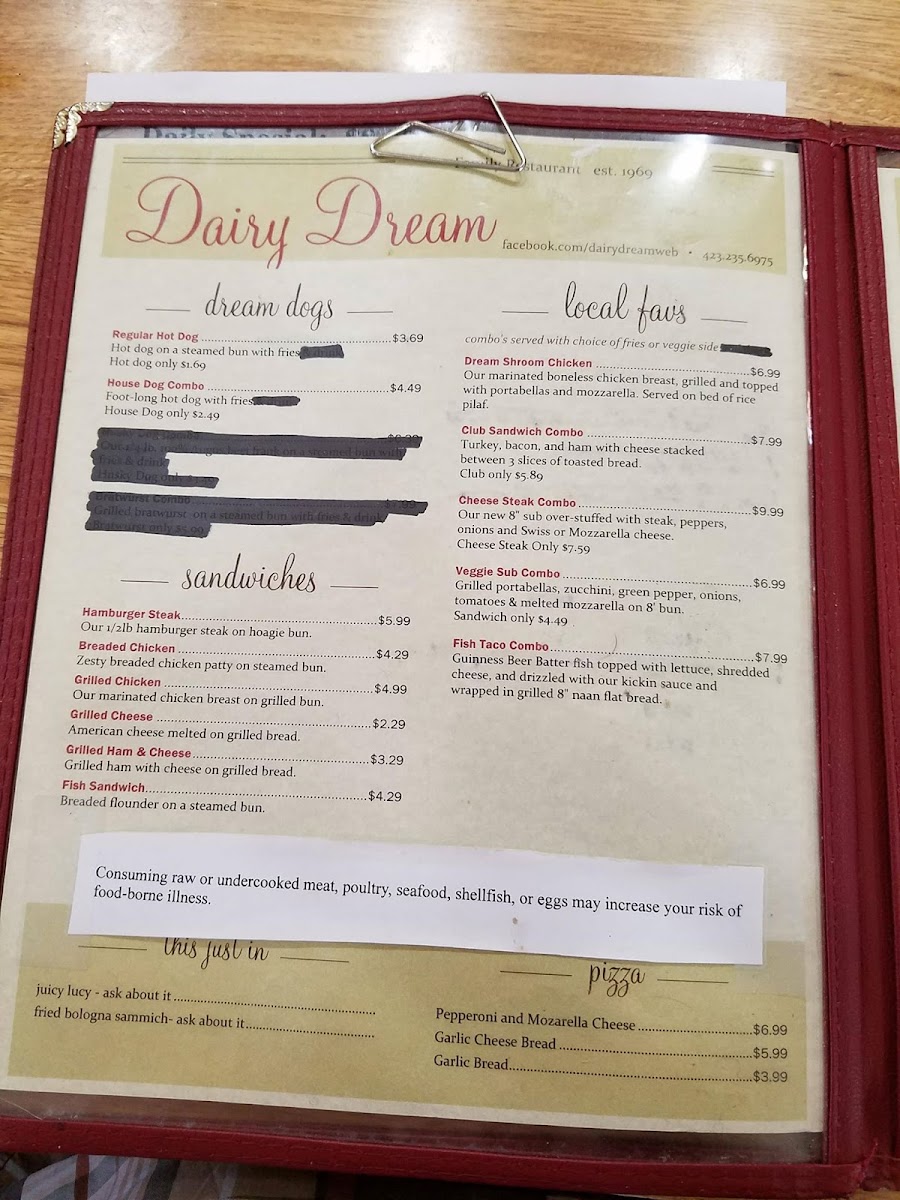 Restaurant est. 1969
Dairy Dream
facebook.com/dairydreamweb • 423.235.6975
dream dogs
Regular Hot Dog $3.69
Hot dog on a steamed bun with fries
Hot dog only $1.69
House Dog Combo $4.49
Foot-long hot dog with fries
House Dog only $2.49
Bratwurst Combo
Grilled bratwurst on a steamed bun with fries & drink
Bratwurst only $5.00
sandwiches
Hamburger Steak $5.99
Our 1/2lb hamburger steak on hoagie bun.
Breaded Chicken $4.29
Zesty breaded chicken patty on steamed bun.
Grilled Chicken $4.99
Our marinated chicken breast on grilled bun.
Grilled Cheese $2.29
American cheese melted on grilled bread.
Grilled Ham & Cheese $3.29
Grilled ham with cheese on grilled bread.
Fish Sandwich $4.29
Breaded flounder on a steamed bun.
local favs
combo's served with choice of fries or veggie side
Dream Shroom Chicken $6.99
Our marinated boneless chicken breast, grilled and topped
with portabellas and mozzarella. Served on bed of rice
pilaf.
Club Sandwich Combo $7.99
Turkey, bacon, and ham with cheese stacked
between 3 slices of toasted bread.
Club only $5.89
Cheese Steak Combo $9.99
Our new 8" sub over-stuffed with steak, peppers,
onions and Swiss or Mozzarella cheese.
Cheese Steak Only $7.59
Veggie Sub Combo $6.99
Grilled portabellas, zucchini, green pepper, onions,
tomatoes & melted mozzarella on 8' bun.
Sandwich only $4.49
Fish Taco Combo $7.99
Guinness Beer Batter fish topped with lettuce, shredded
cheese, and drizzled with our kickin sauce and
wrapped in grilled 8" naan flat bread.
Consuming raw or undercooked meat, poultry, seafood, shellfish, or eggs may increase your risk of
food-borne illness.
this just in
juicy lucy - ask about it
fried bologna sammich- ask about it
pizza
Pepperoni and Mozarella Cheese $6.99
Garlic Cheese Bread $5.99
Garlic Bread $3.99